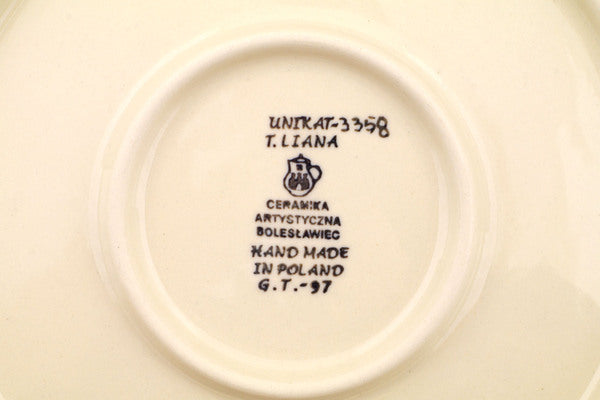 UNIKAT-3358
T. LIANA
CERAMIKA
ARTYSTYCZNA
BOLESŁAWIEC
HAND MADE
IN POLAND
G.T.-97